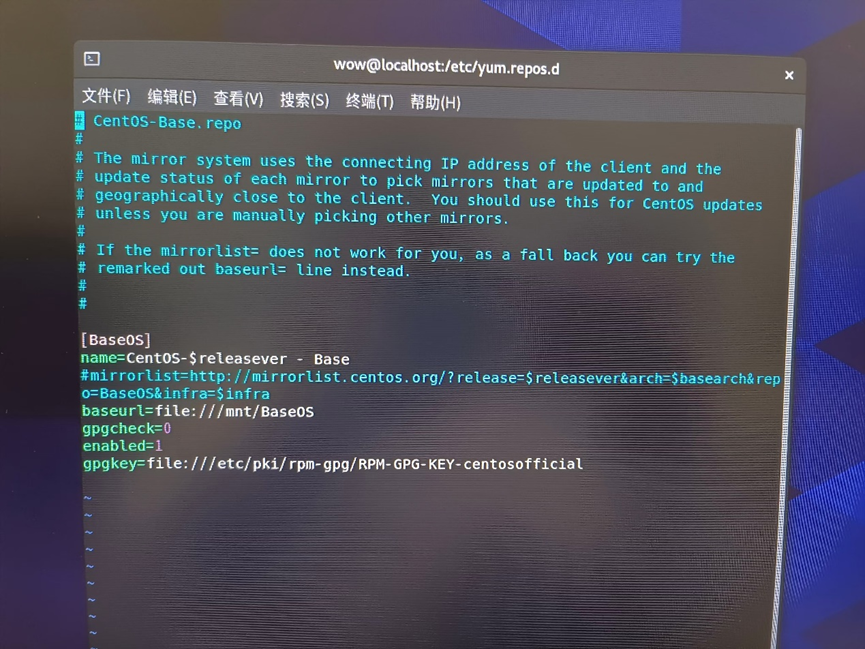 wow@localhost:/etc/yum.repos.d
×
文件(F) 编辑(E) 查看(V) 搜索(S) 终端(T) 帮助(H)
# CentOS-Base.repo
#
# The mirror system uses the connecting IP address of the client and the
# update status of each mirror to pick mirrors that are updated to and
# geographically close to the client.  You should use this for CentOS updates
# unless you are manually picking other mirrors.
#
# If the mirrorlist= does not work for you, as a fall back you can try the
# remarked out baseurl= line instead.
#
#
[BaseOS]
name=CentOS-$releasever - Base
#mirrorlist=http://mirrorlist.centos.org/?release=$releasever&arch=$basearch&rep
o=BaseOS&infra=$infra
baseurl=file:///mnt/BaseOS
gpgcheck=0
enabled=1
gpgkey=file:///etc/pki/rpm-gpg/RPM-GPG-KEY-centosofficial
~
~
~
~
~
~
~
~
~